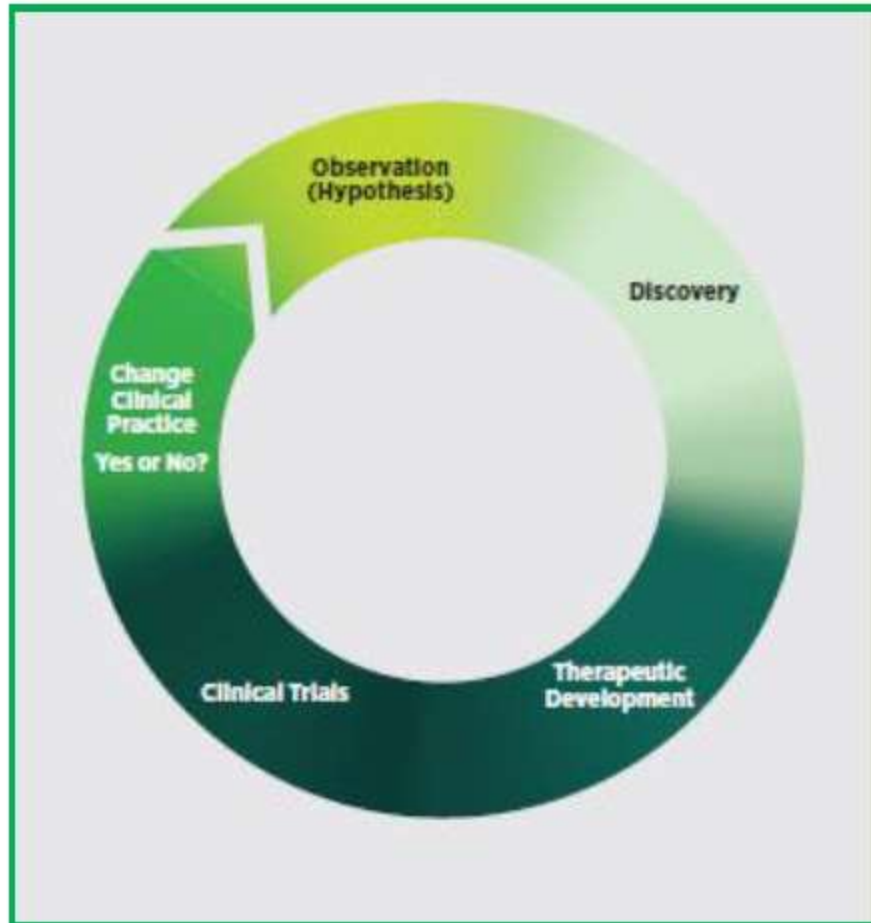 Observation
(Hypothesis)
Discovery
Therapeutic
Development
Clinical Trials
Change
Clinical
Practice
Yes or No?